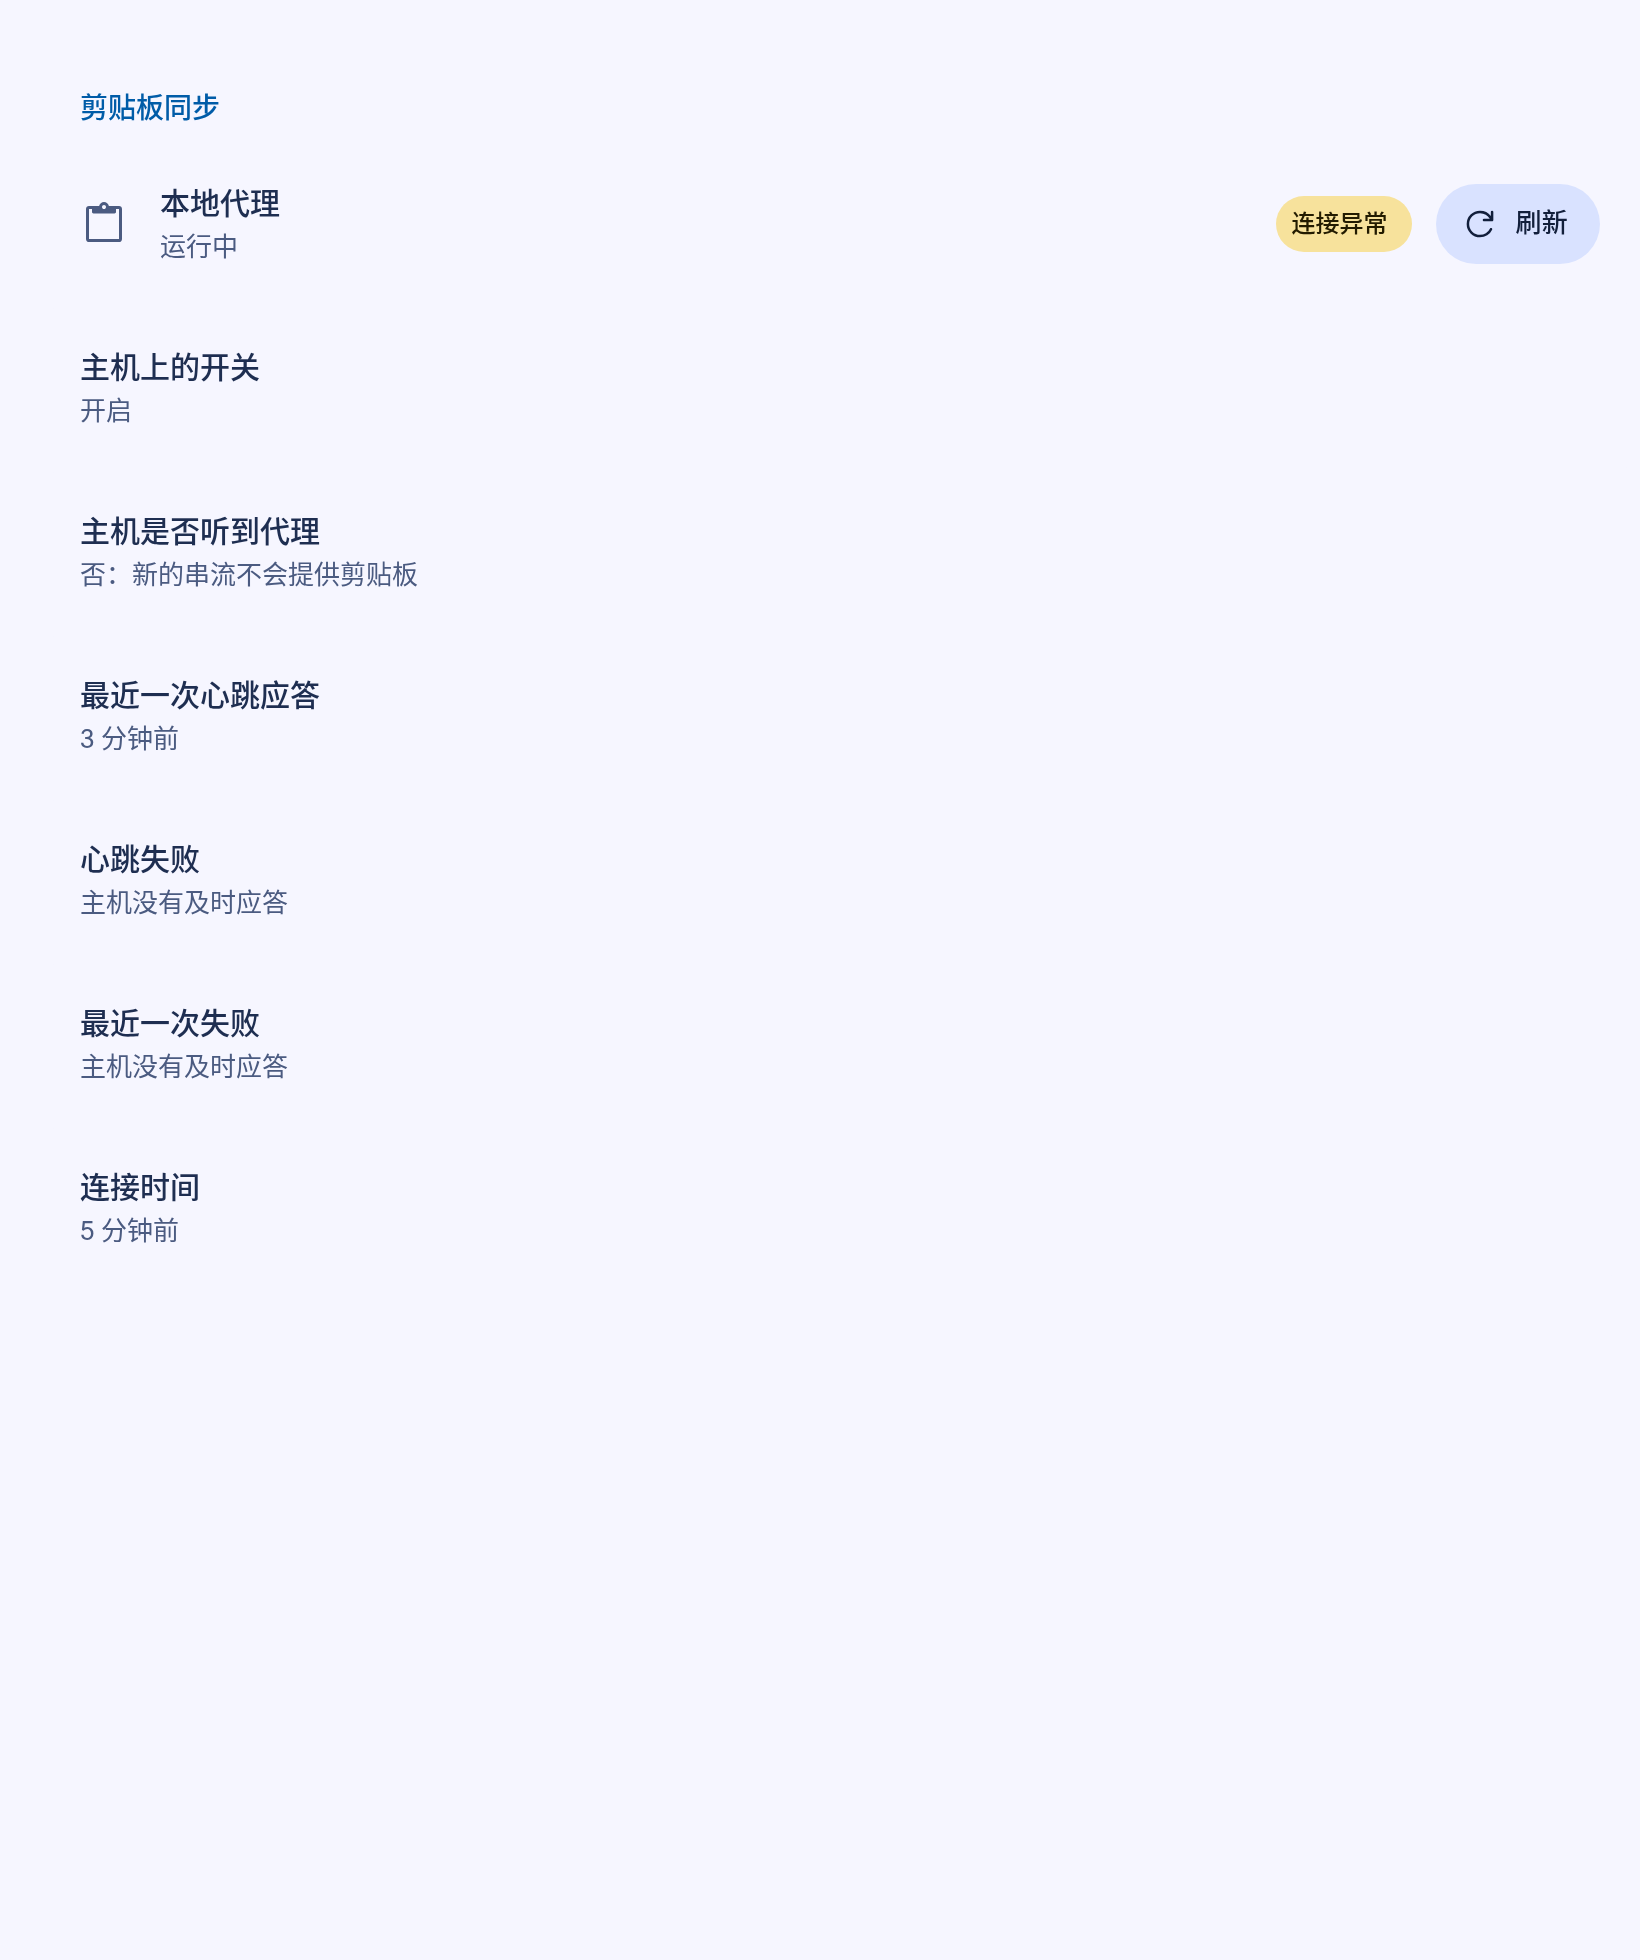 剪贴板同步
本地代理
运行中
连接异常
刷新
主机上的开关
开启
主机是否听到代理
否：新的串流不会提供剪贴板
最近一次心跳应答
3 分钟前
心跳失败
主机没有及时应答
最近一次失败
主机没有及时应答
连接时间
5 分钟前